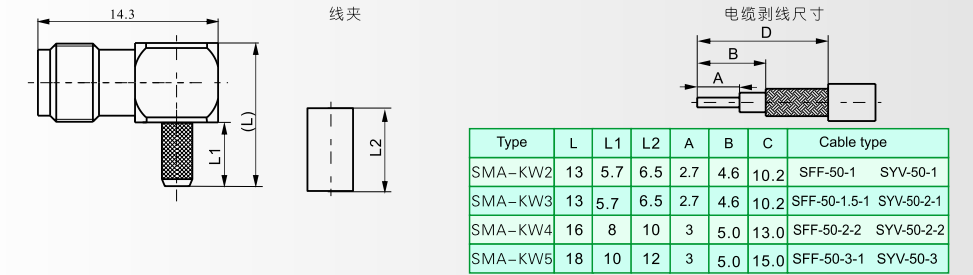 14.3
线夹
电缆剥线尺寸
D
B
A
(L)
L1
L2
Type L L1 L2 A B C Cable type
SMA-KW2 13 5.7 6.5 2.7 4.6 10.2 SFF-50-1 SYV-50-1
SMA-KW3 13 5.7 6.5 2.7 4.6 10.2 SFF-50-1.5-1 SYV-50-2-1
SMA-KW4 16 8 10 3 5.0 13.0 SFF-50-2-2 SYV-50-2-2
SMA-KW5 18 10 12 3 5.0 15.0 SFF-50-3-1 SYV-50-3